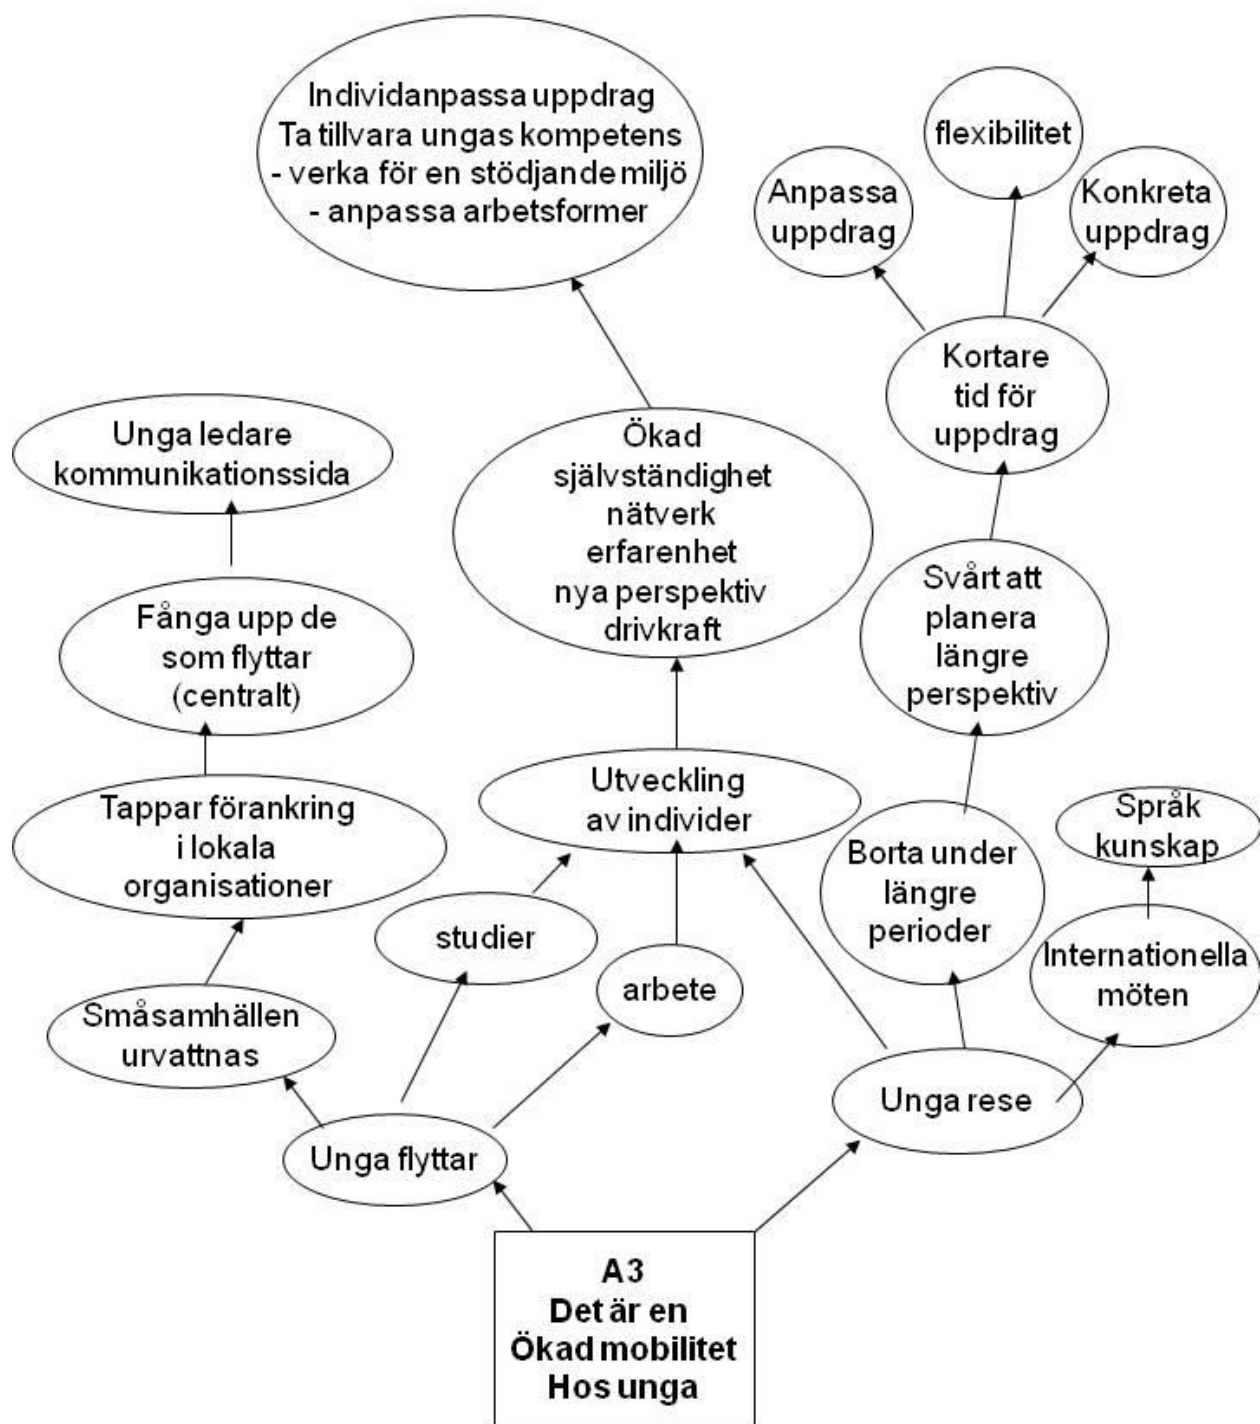 Individanpassa uppdrag
Ta tillvara ungas kompetens
- verka för en stödjande miljö
- anpassa arbetsformer
flexibilitet
Anpassa
uppdrag
Konkreta
uppdrag
Kortare
tid för
uppdrag
Unga ledare
kommunikationssida
Ökad
självständighet
nätverk
erfarenhet
nya perspektiv
drivkraft
Fånga upp de
som flyttar
(centralt)
Svårt att
planera
längre
perspektiv
Tappar förankring
i lokala
organisationer
Utveckling
av individer
Borta under
längre
perioder
Språk
kunskap
studier
arbete
Internationella
möten
Småsamhällen
urvattnas
Unga flyttar
Unga rese
A3
Det är en
Ökad mobilitet
Hos unga